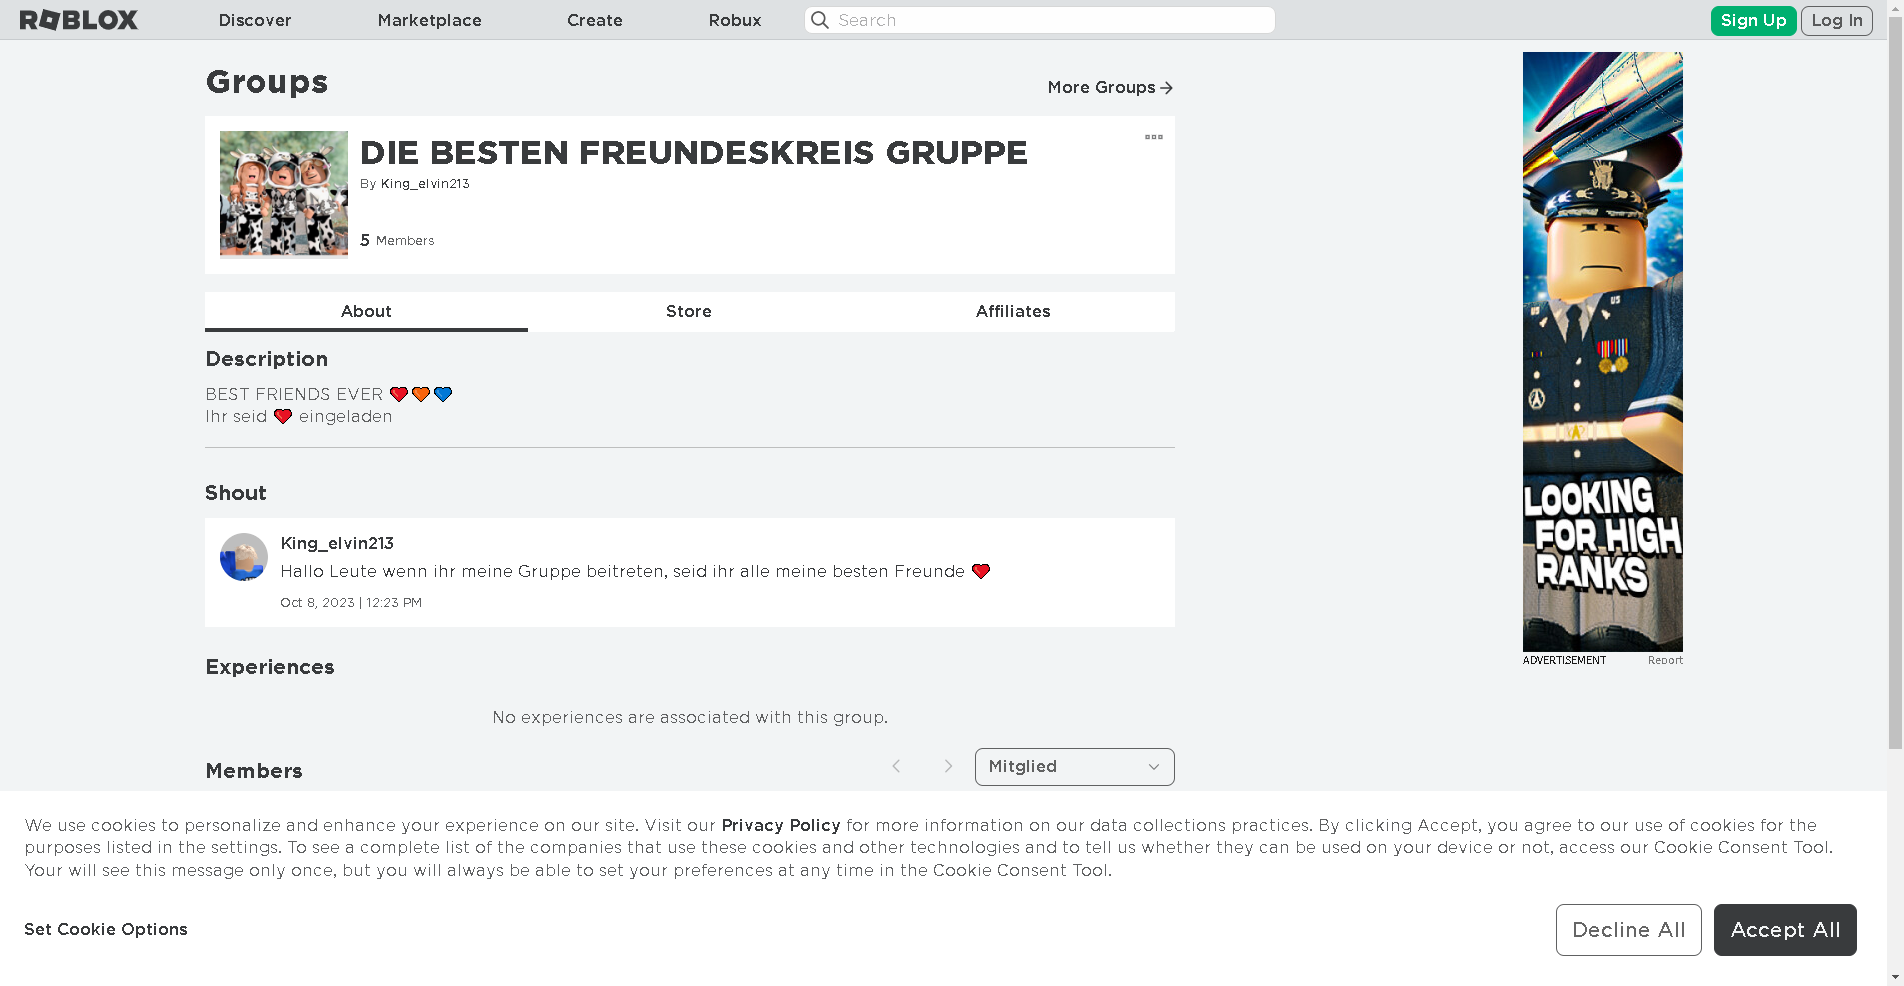 ROBLOX
Discover
Marketplace
Create
Robux
Search
Sign Up
Log In
Groups
More Groups
DIE BESTEN FREUNDESKREIS GRUPPE
By King_elvin213
5 Members
About
Store
Affiliates
Description
BEST FRIENDS EVER ❤️🧡💙
Ihr seid ❤️ eingeladen
Shout
King_elvin213
Hallo Leute wenn ihr meine Gruppe beitreten, seid ihr alle meine besten Freunde ❤️
Oct 8, 2023 | 12:23 PM
Experiences
No experiences are associated with this group.
Members
Mitglied
US
US
LOOKING
FOR HIGH
RANKS
ADVERTISEMENT
Report
We use cookies to personalize and enhance your experience on our site. Visit our Privacy Policy for more information on our data collections practices. By clicking Accept, you agree to our use of cookies for the
purposes listed in the settings. To see a complete list of the companies that use these cookies and other technologies and to tell us whether they can be used on your device or not, access our Cookie Consent Tool.
Your will see this message only once, but you will always be able to set your preferences at any time in the Cookie Consent Tool.
Set Cookie Options
Decline All
Accept All